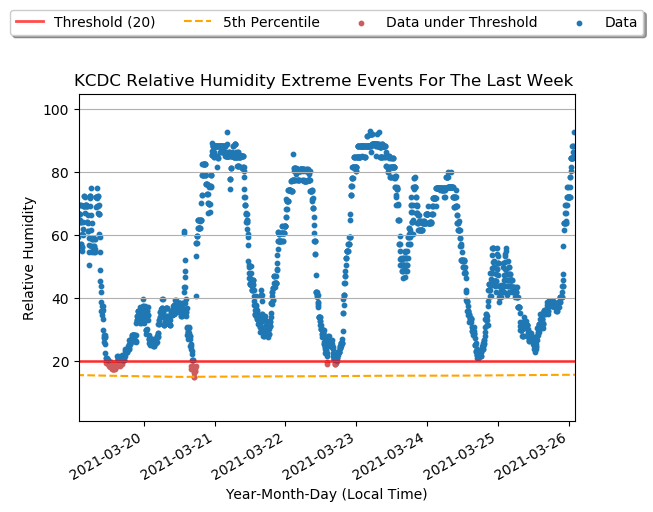 Threshold (20) 5th Percentile Data under Threshold Data
KCDC Relative Humidity Extreme Events For The Last Week
100
80
60
40
20
Relative Humidity
2021-03-20 2021-03-21 2021-03-22 2021-03-23 2021-03-24 2021-03-25 2021-03-26
Year-Month-Day (Local Time)